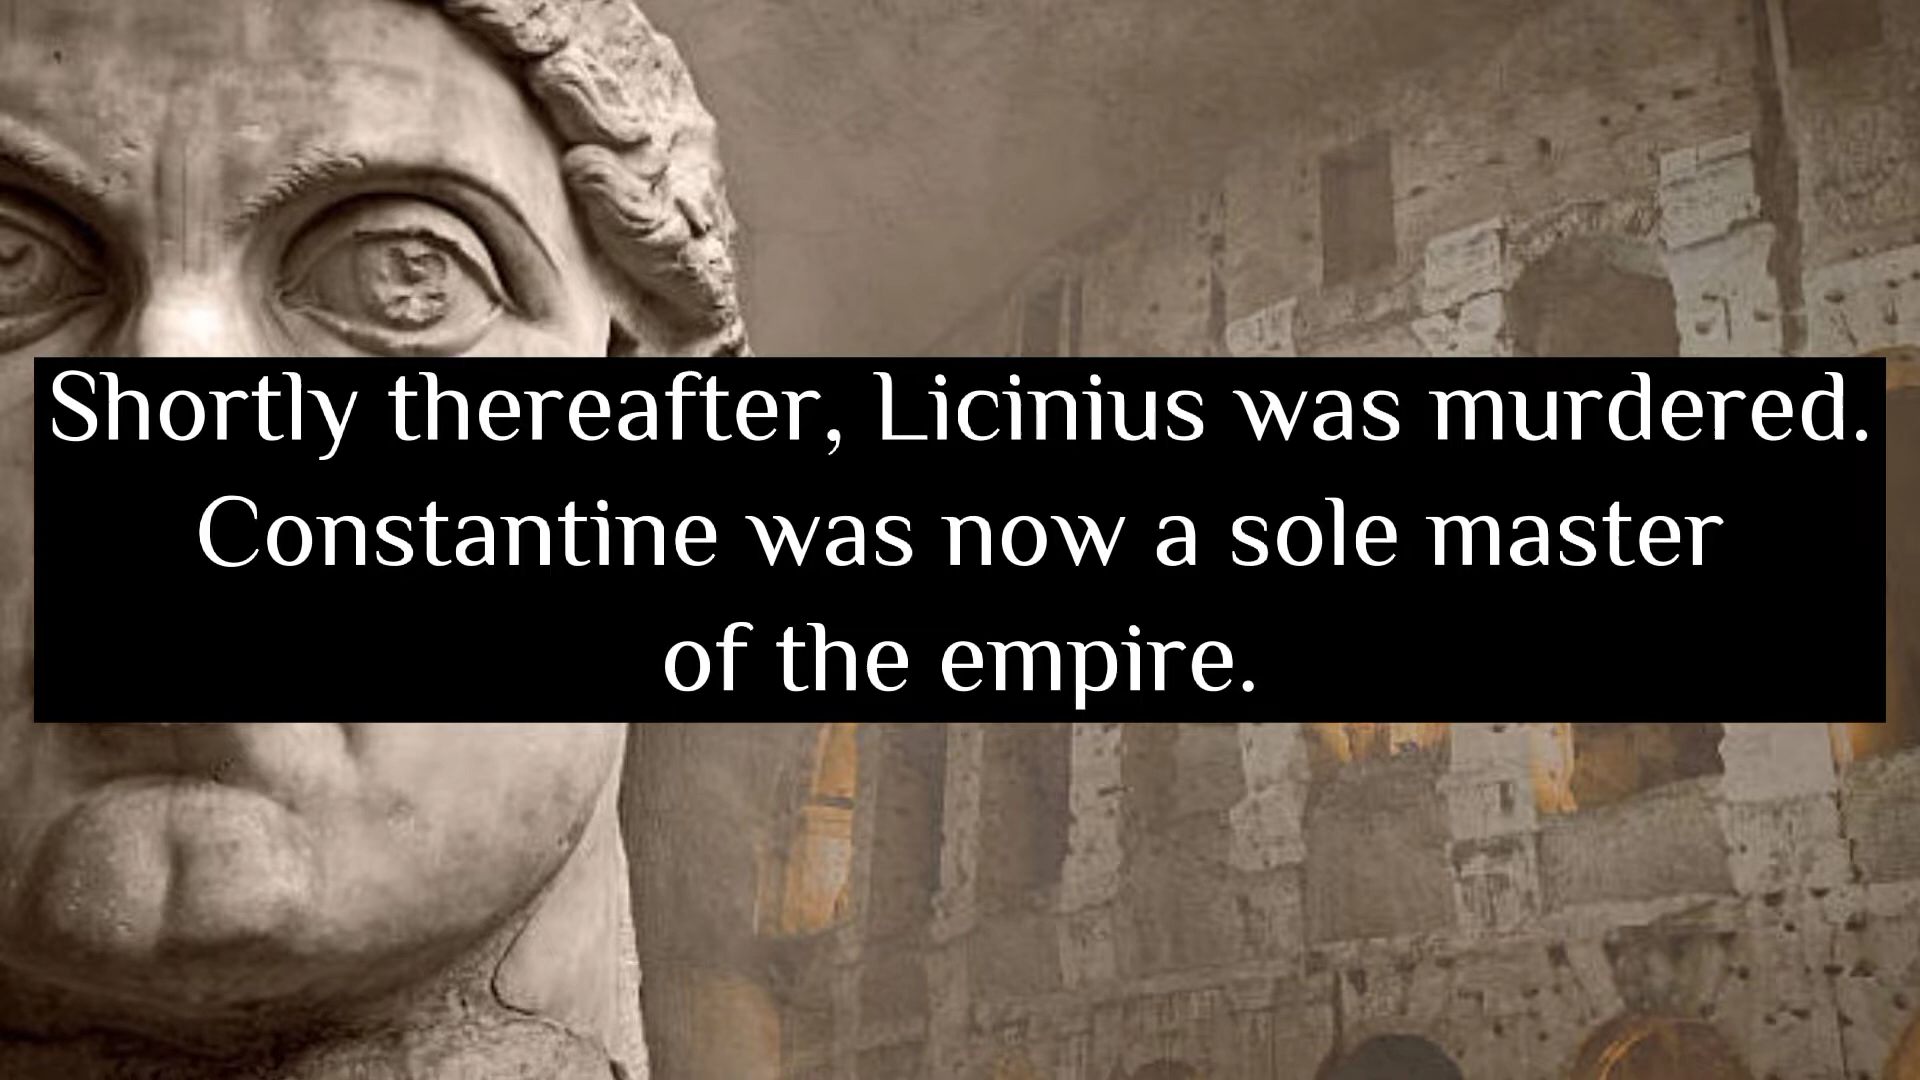 Shortly thereafter, Licinius was murdered.
Constantine was now a sole master
of the empire.